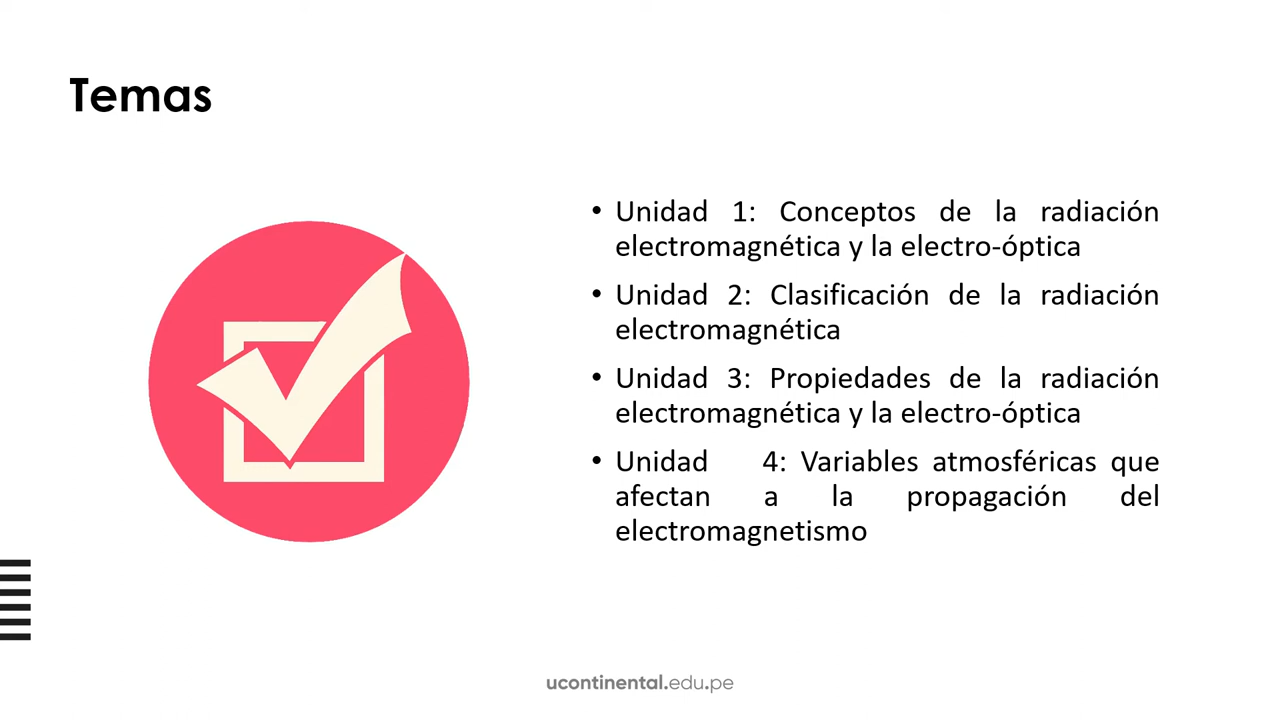 Temas
• Unidad 1: Conceptos de la radiación
electromagnética y la electro-óptica
• Unidad 2: Clasificación de la radiación
electromagnética
• Unidad 3: Propiedades de la radiación
electromagnética y la electro-óptica
• Unidad 4: Variables atmosféricas que
afectan a la propagación del
electromagnetismo
ucontinental.edu.pe